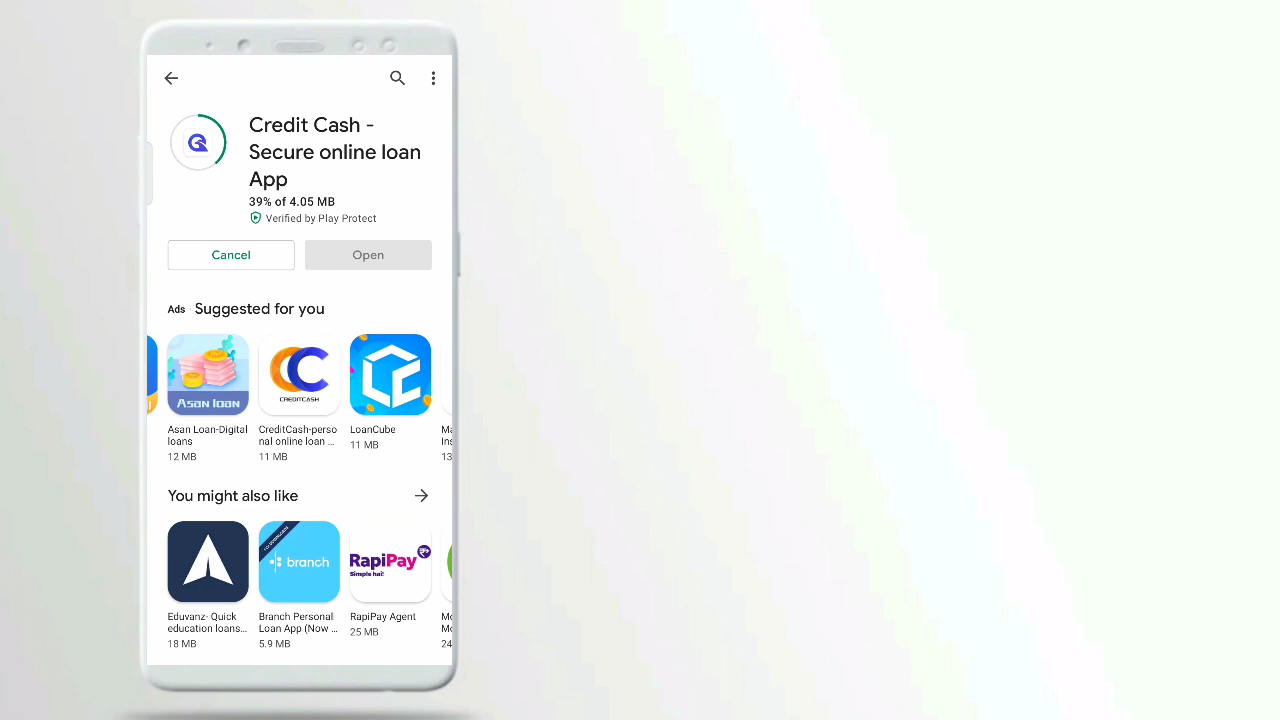 Credit Cash -
Secure online loan
App
39% of 4.05 MB
Verified by Play Protect
Cancel
Open
Ads · Suggested for you
Asan loan
CREDITCASH
Asan Loan-Digital
loans
12 MB
CreditCash-perso
nal online loan ...
11 MB
LoanCube
11 MB
You might also like
branch
RapiPay
Simple hai!
Eduvanz- Quick
education loans...
18 MB
Branch Personal
Loan App (Now ...
5.9 MB
RapiPay Agent
25 MB